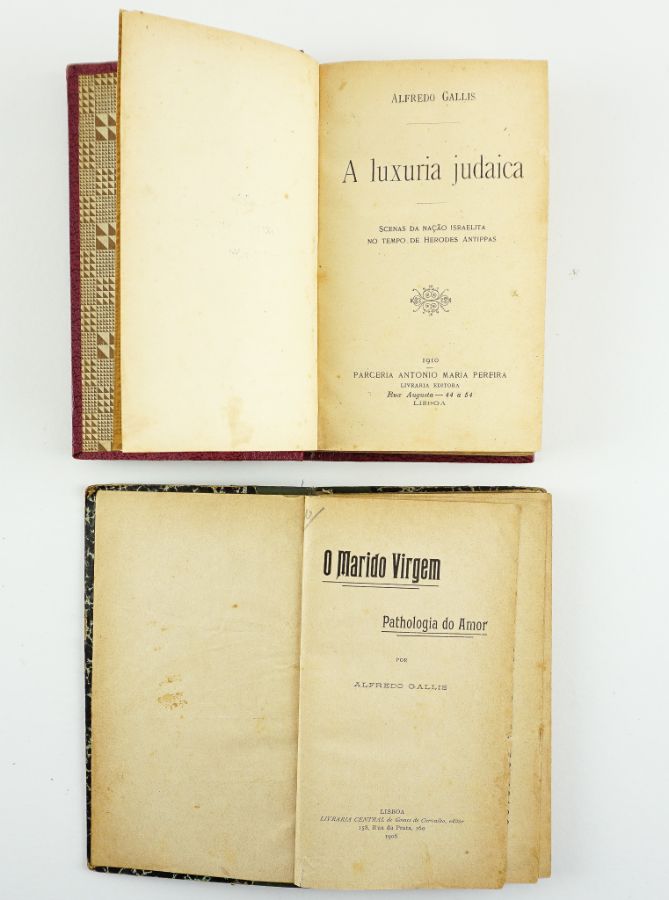 ALFREDO GALLIS
A luxuria judaica
SCENAS DA NAÇÃO ISRAELITA
NO TEMPO DE HERODES ANTIPPAS
1910
PARCERIA ANTONIO MARIA PEREIRA
LIVRARIA EDITORA
Rua Augusta — 44 a 54
LISBOA
O Marido Virgem
Pathologia do Amor
POR
ALFREDO GALLIS
LISBOA
LIVRARIA CENTRAL de Gomes de Carvalho, editor
158, Rua da Prata, 160